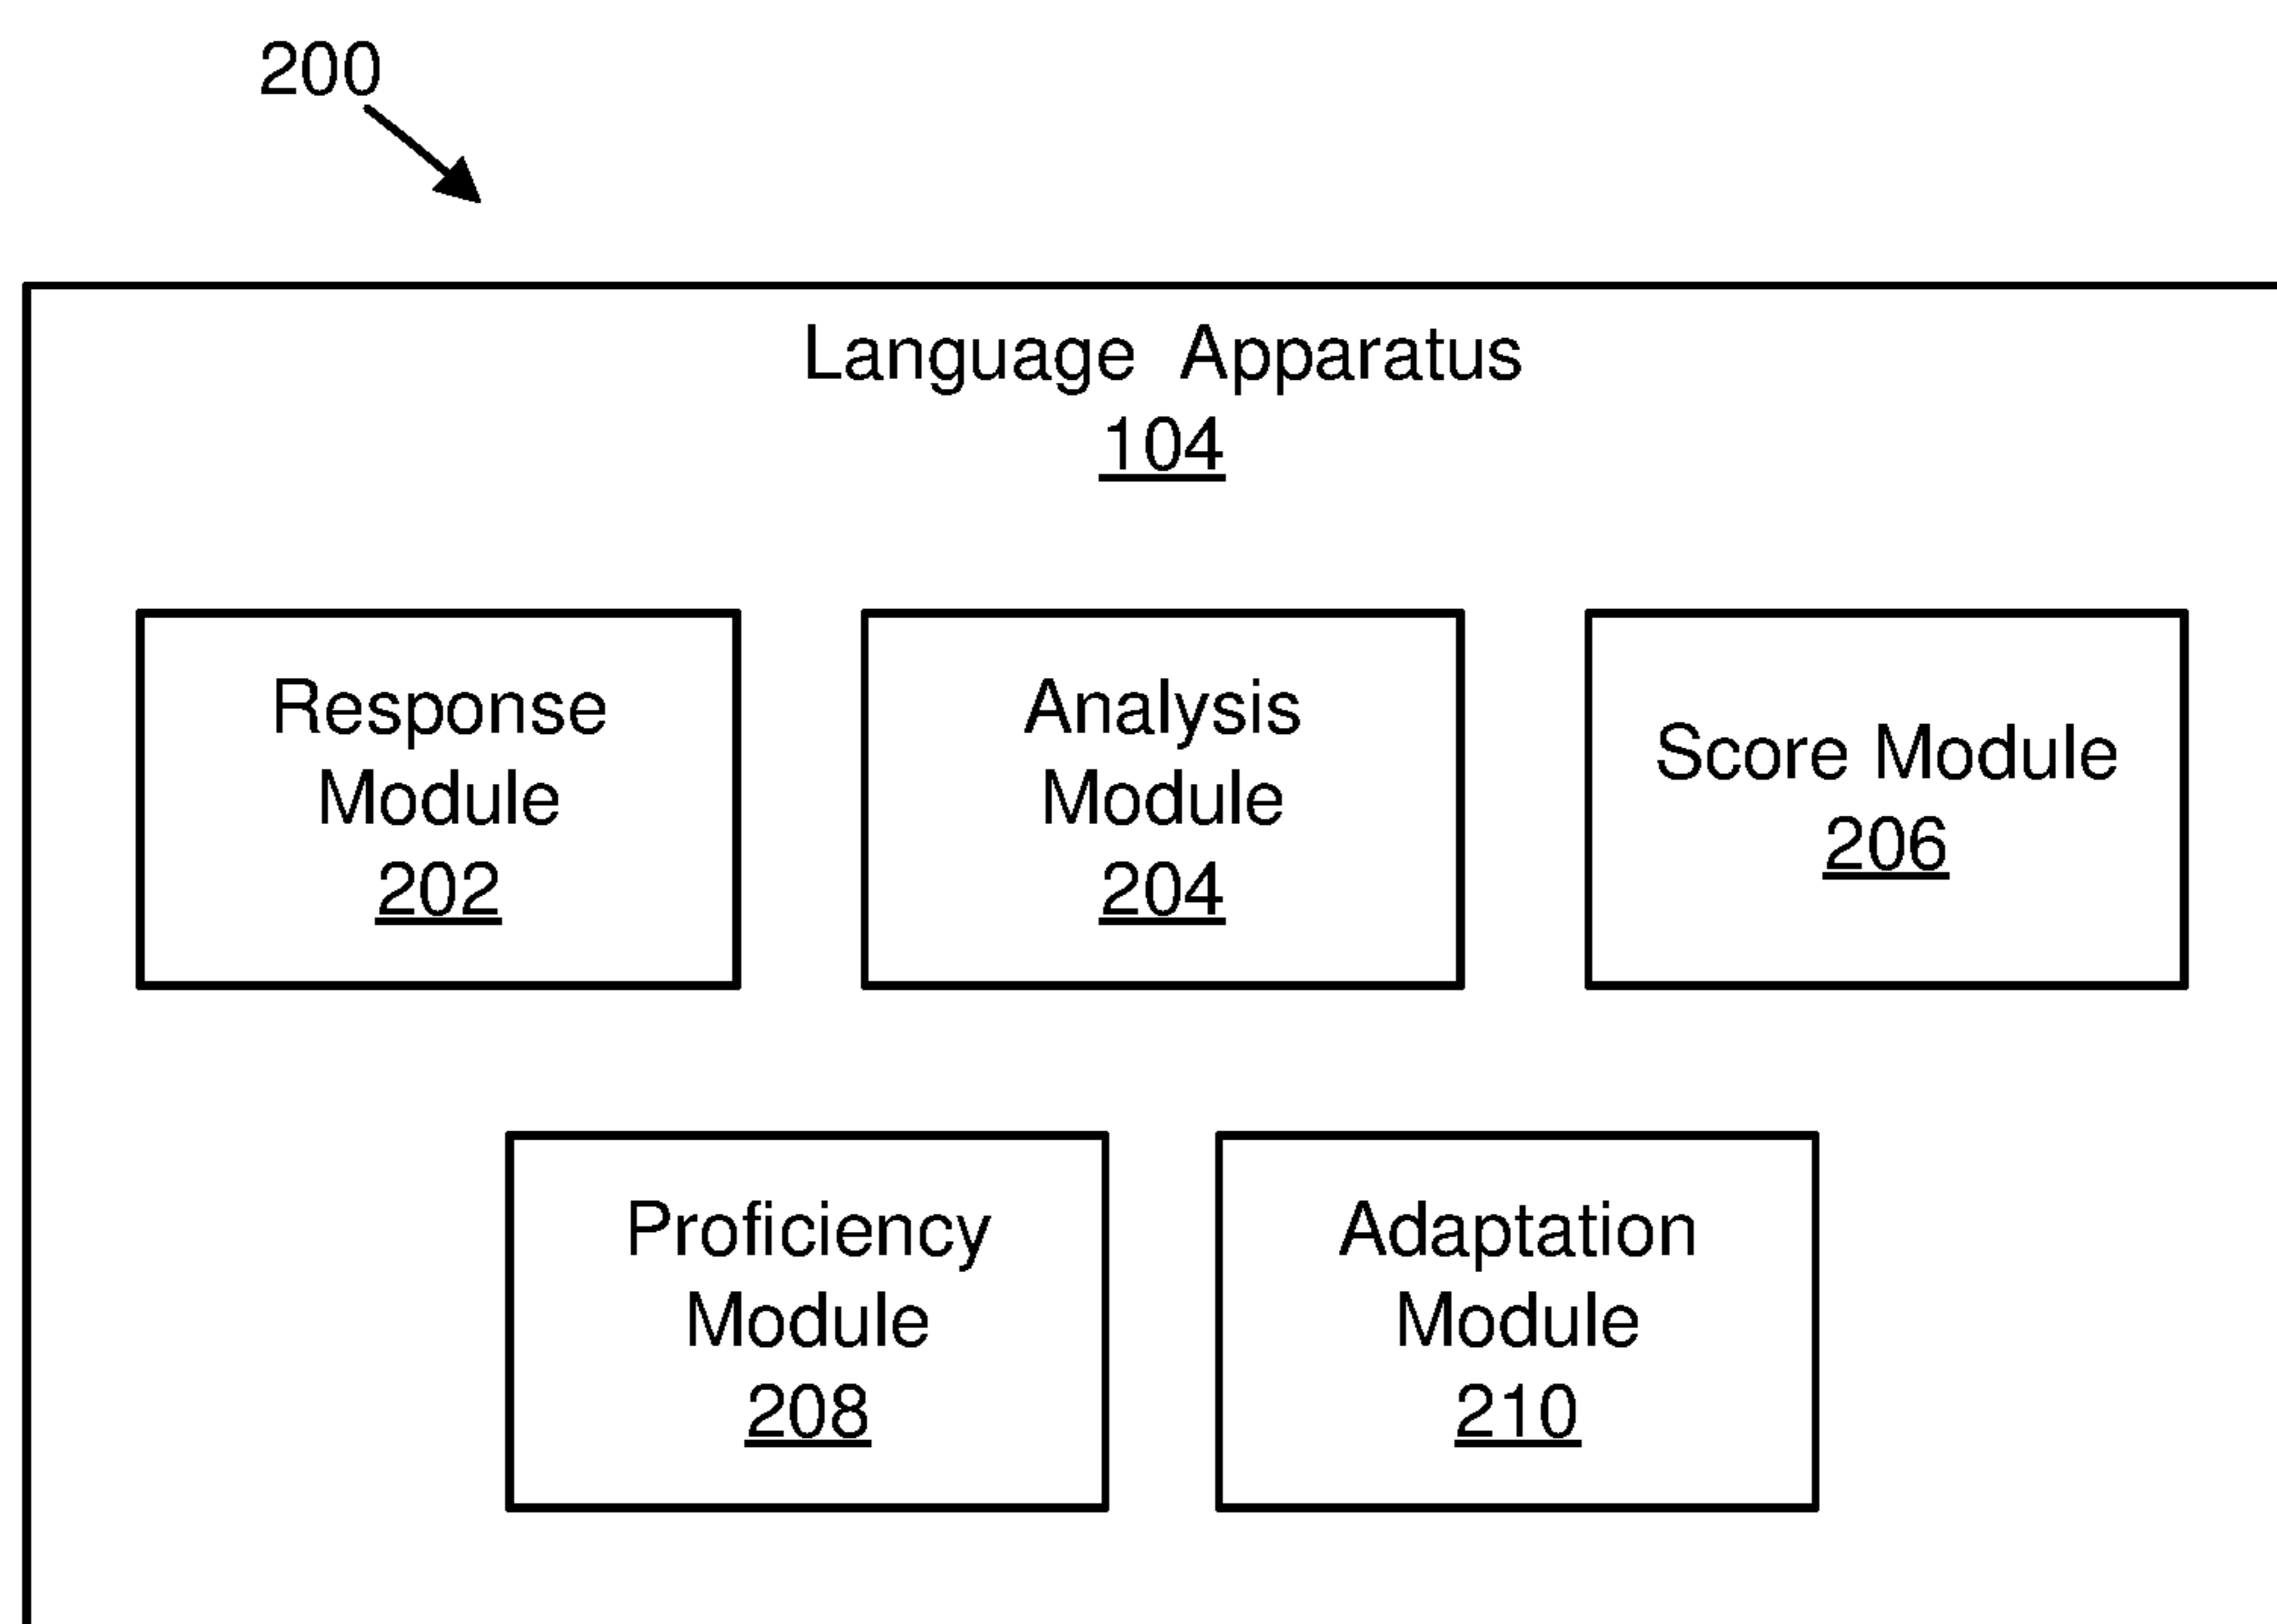 200
Language Apparatus
104
Response
Module
202
Analysis
Module
204
Score Module
206
Proficiency
Module
208
Adaptation
Module
210